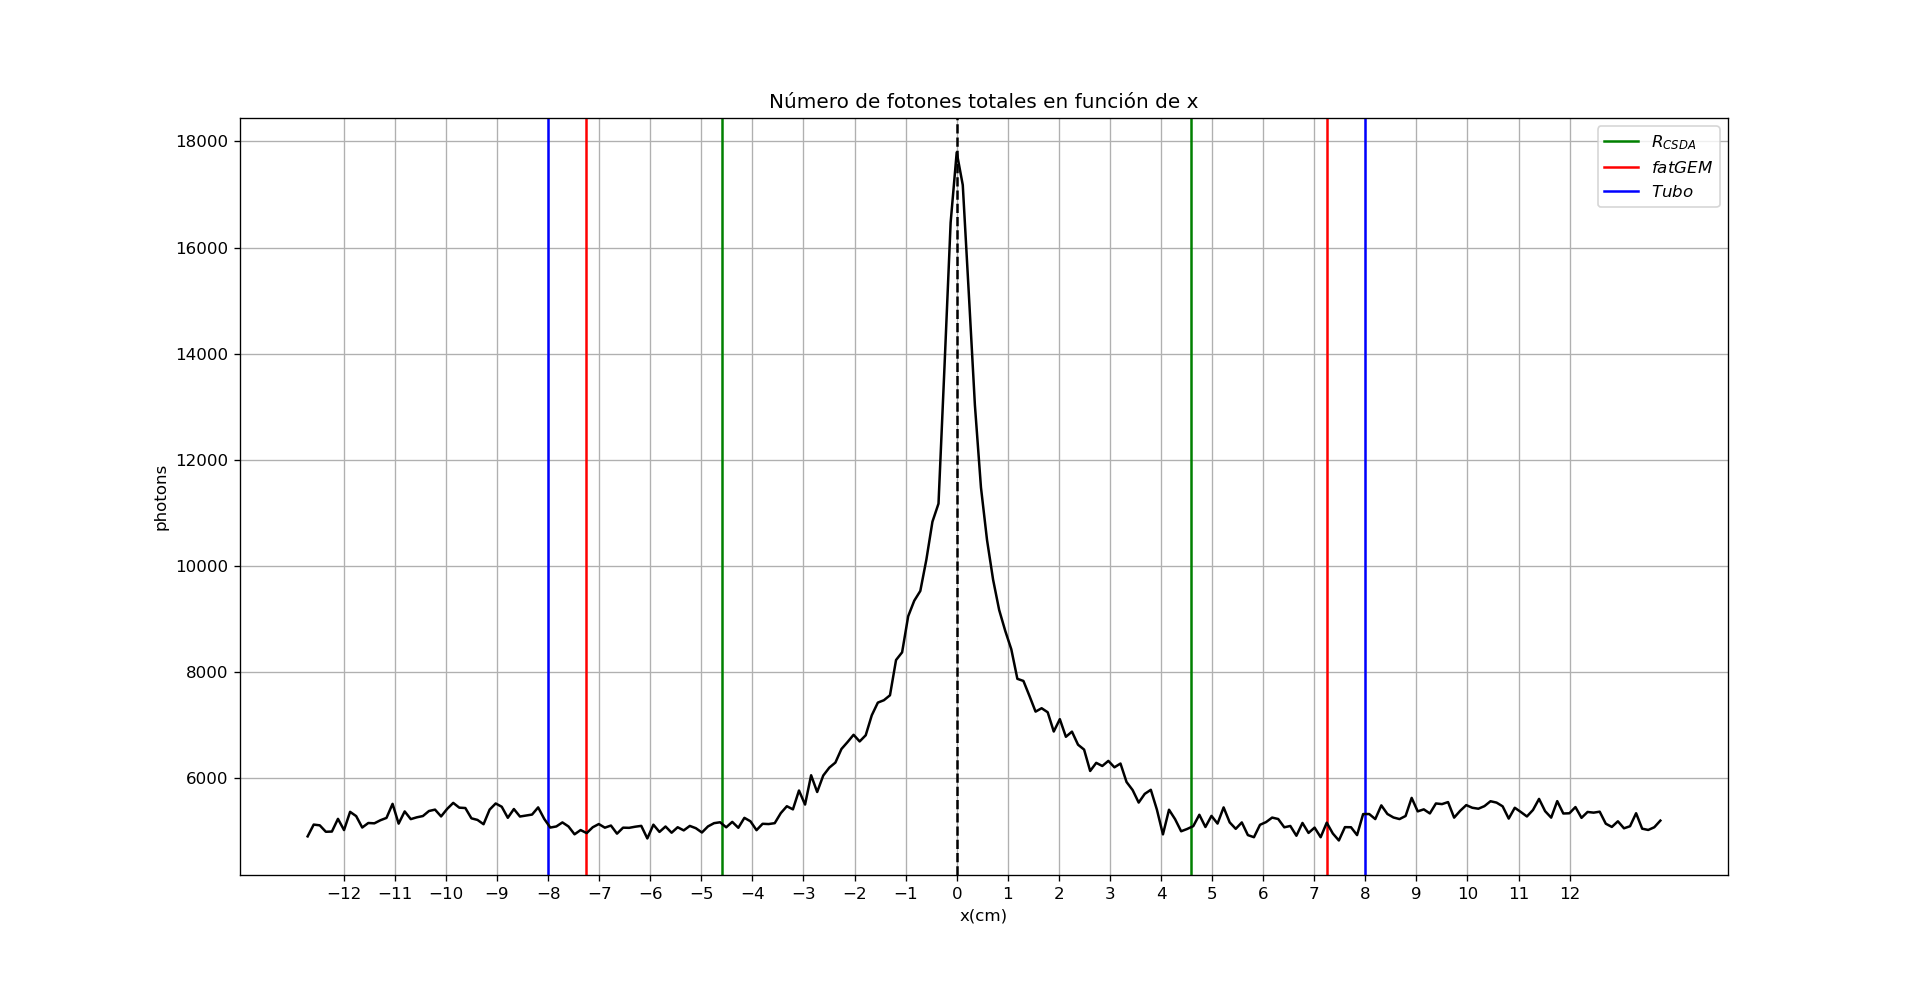 Número de fotones totales en función de x
18000
16000
14000
12000
10000
8000
6000
photons
R_CSDA
fatGEM
Tubo
−12 −11 −10 −9 −8 −7 −6 −5 −4 −3 −2 −1 0 1 2 3 4 5 6 7 8 9 10 11 12
x(cm)